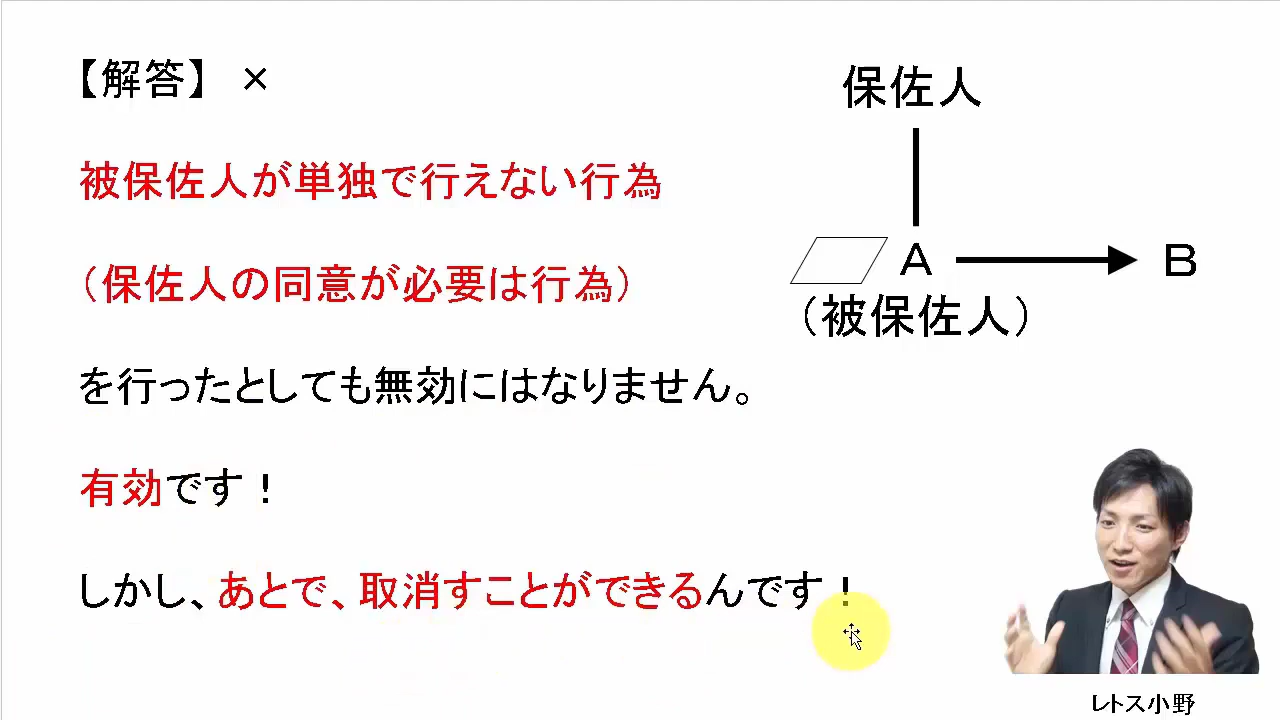 【解答】 ×
被保佐人が単独で行えない行為
（保佐人の同意が必要は行為）
を行ったとしても無効にはなりません。
有効です！
しかし、あとで、取消すことができるんです！
保佐人
A
B
（被保佐人）
レトス小野